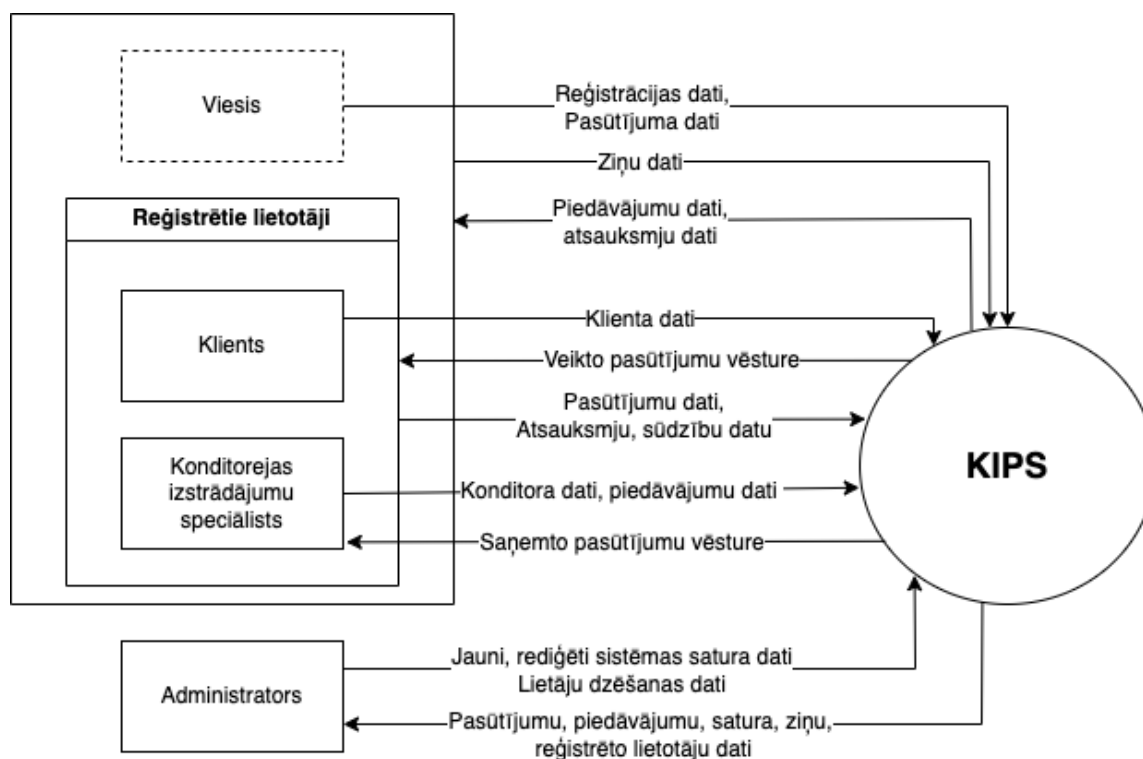 Viesis
Reģistrācijas dati,
Pasūtījuma dati
Ziņu dati
Reģistrētie lietotāji
Piedāvājumu dati,
atsauksmju dati
Klients
Klienta dati
Veikto pasūtījumu vēsture
Pasūtījumu dati,
Atsauksmju, sūdzību datu
KIPS
Konditorejas
izstrādājumu
speciālists
Konditora dati, piedāvājumu dati
Saņemto pasūtījumu vēsture
Administrators
Jauni, rediģēti sistēmas satura dati
Lietāju dzēšanas dati
Pasūtījumu, piedāvājumu, satura, ziņu,
reģistrēto lietotāju dati